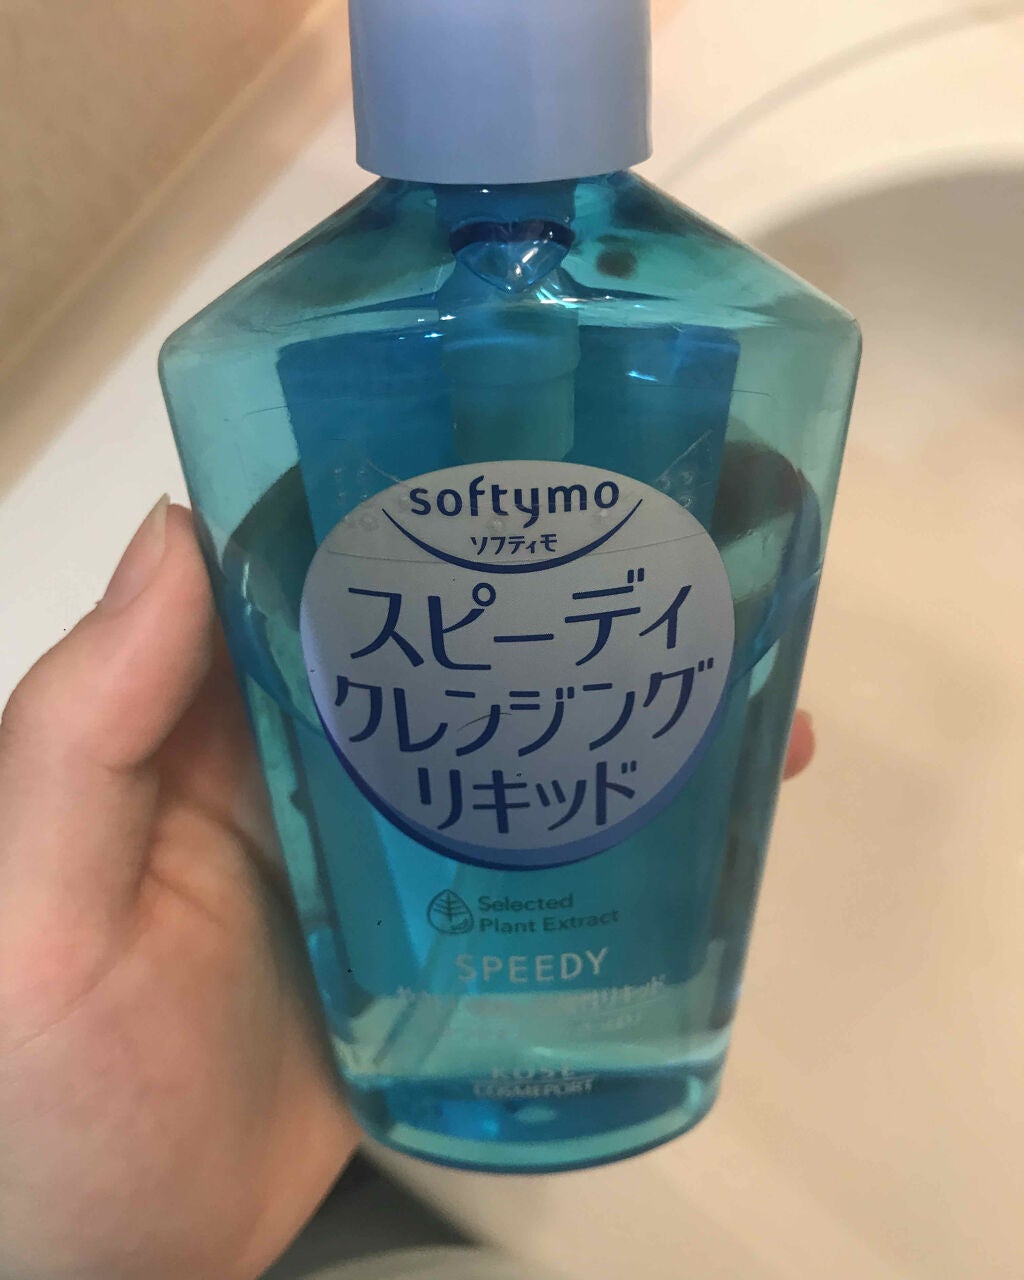 softymo
ソフティモ
スピーディ
クレンジング
リキッド
Selected
Plant Extract
SPEEDY
KOSÉ
COSMEPORT